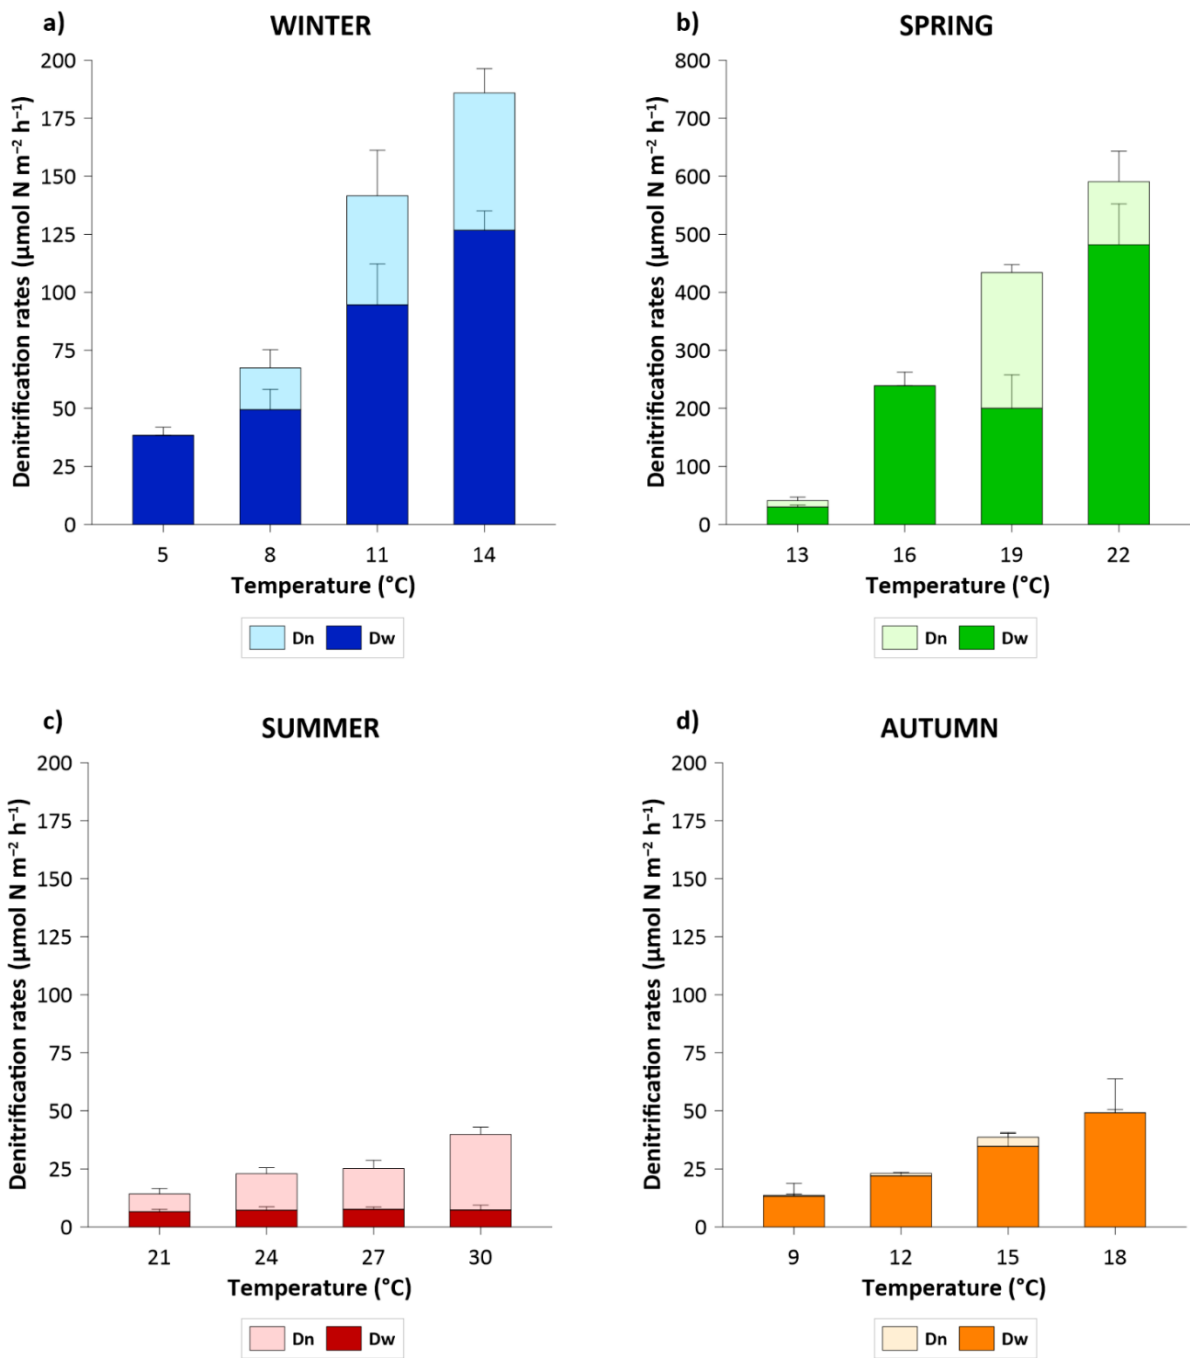 a) WINTER
Denitrification rates (µmol N m⁻² h⁻¹)
200
175
150
125
100
75
50
25
0
5 8 11 14
Temperature (°C)
Dn Dw
b) SPRING
Denitrification rates (µmol N m⁻² h⁻¹)
800
700
600
500
400
300
200
100
0
13 16 19 22
Temperature (°C)
Dn Dw
c) SUMMER
Denitrification rates (µmol N m⁻² h⁻¹)
200
175
150
125
100
75
50
25
0
21 24 27 30
Temperature (°C)
Dn Dw
d) AUTUMN
Denitrification rates (µmol N m⁻² h⁻¹)
200
175
150
125
100
75
50
25
0
9 12 15 18
Temperature (°C)
Dn Dw